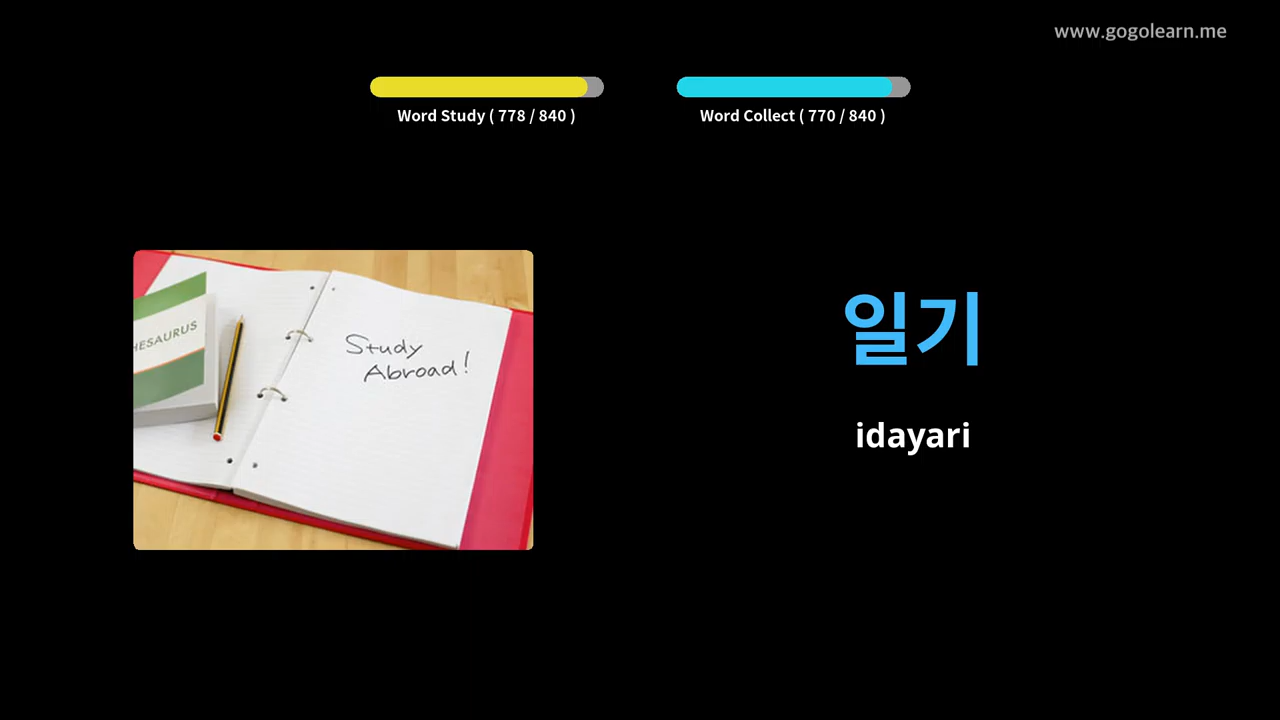 www.gogolearn.me
Word Study ( 778 / 840 )
Word Collect ( 770 / 840 )
HESAURUS
Study
Abroad!
일기
idayari